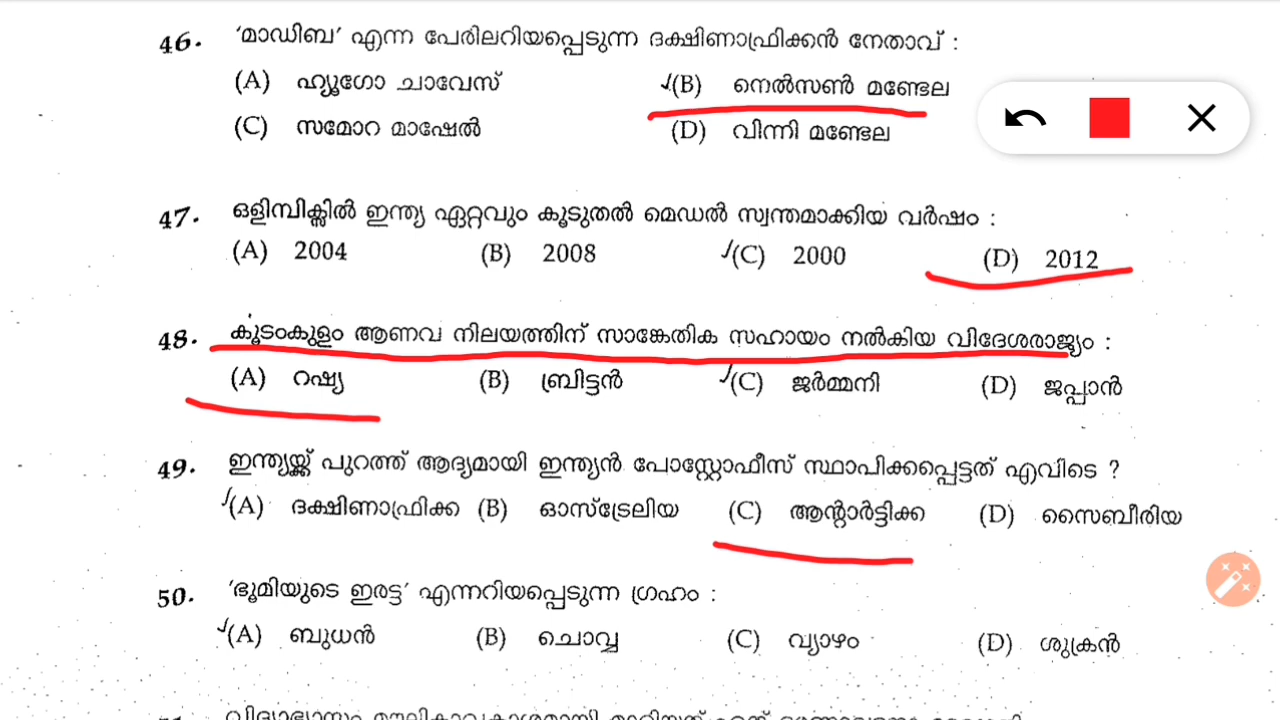 46. 'മാഡിബ' എന്ന പേരിലറിയപ്പെടുന്ന ദക്ഷിണാഫ്രിക്കൻ നേതാവ് :
(A) ഹ്യൂഗോ ചാവേസ് (B) നെൽസൺ മണ്ടേല
(C) സമോറ മാഷേൽ (D) വിന്നി മണ്ടേല
47. ഒളിമ്പിക്സിൽ ഇന്ത്യ ഏറ്റവും കൂടുതൽ മെഡൽ സ്വന്തമാക്കിയ വർഷം :
(A) 2004 (B) 2008 (C) 2000 (D) 2012
48. കൂടംകുളം ആണവ നിലയത്തിന് സാങ്കേതിക സഹായം നൽകിയ വിദേശരാജ്യം :
(A) റഷ്യ (B) ബ്രിട്ടൻ (C) ജർമ്മനി (D) ജപ്പാൻ
49. ഇന്ത്യയ്ക്ക് പുറത്ത് ആദ്യമായി ഇന്ത്യൻ പോസ്റ്റോഫീസ് സ്ഥാപിക്കപ്പെട്ടത് എവിടെ ?
(A) ദക്ഷിണാഫ്രിക്ക (B) ഓസ്ട്രേലിയ (C) ആന്റാർട്ടിക്ക (D) സൈബീരിയ
50. 'ഭൂമിയുടെ ഇരട്ട' എന്നറിയപ്പെടുന്ന ഗ്രഹം :
(A) ബുധൻ (B) ചൊവ്വ (C) വ്യാഴം (D) ശുക്രൻ